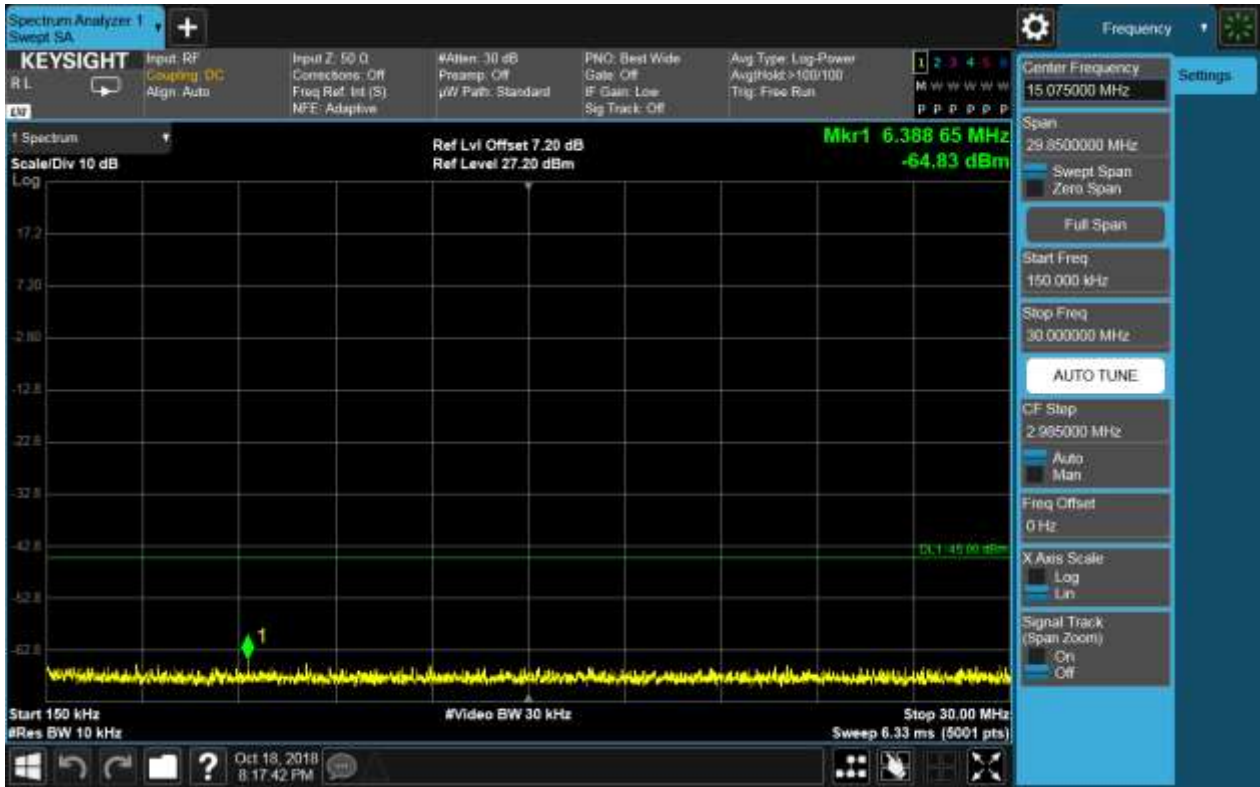 Spectrum Analyzer 1
Swept SA
Frequency
KEYSIGHT
R L
Input: RF
Coupling: DC
Align: Auto
Input Z: 50 Ω
Corrections: Off
Freq Ref: Int (S)
NFE: Adaptive
#Atten: 30 dB
Preamp: Off
µW Path: Standard
PNO: Best Wide
Gate: Off
IF Gain: Low
Sig Track: Off
Avg Type: Log-Power
Avg|Hold: >100/100
Trig: Free Run
1 2 3 4 5 6
M W W W W W
P P P P P P
1 Spectrum
Scale/Div 10 dB
Log
Ref Lvl Offset 7.20 dB
Ref Level 27.20 dBm
Mkr1 6.388 65 MHz
-64.83 dBm
17.2
7.20
-2.80
-12.8
-22.8
-32.8
-42.8
-52.8
-62.8
DL1 -45.00 dBm
1
Start 150 kHz
#Res BW 10 kHz
#Video BW 30 kHz
Stop 30.00 MHz
Sweep 6.33 ms (5001 pts)
Oct 18, 2018
8:17:42 PM
Center Frequency
15.075000 MHz
Settings
Span
29.8500000 MHz
Swept Span
Zero Span
Full Span
Start Freq
150.000 kHz
Stop Freq
30.000000 MHz
AUTO TUNE
CF Step
2.985000 MHz
Auto
Man
Freq Offset
0 Hz
X Axis Scale
Log
Lin
Signal Track
(Span Zoom)
On
Off